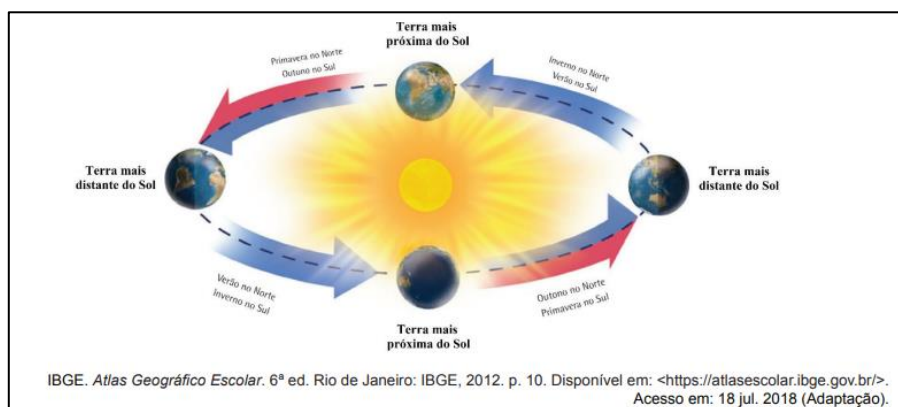 Terra mais
próxima do Sol
Primavera no Norte
Outono no Sul
Inverno no Norte
Verão no Sul
Terra mais
distante do Sol
Terra mais
distante do Sol
Verão no Norte
Inverno no Sul
Outono no Norte
Primavera no Sul
Terra mais
próxima do Sol
IBGE. Atlas Geográfico Escolar. 6ª ed. Rio de Janeiro: IBGE, 2012. p. 10. Disponível em: <https://atlasescolar.ibge.gov.br/>.
Acesso em: 18 jul. 2018 (Adaptação).